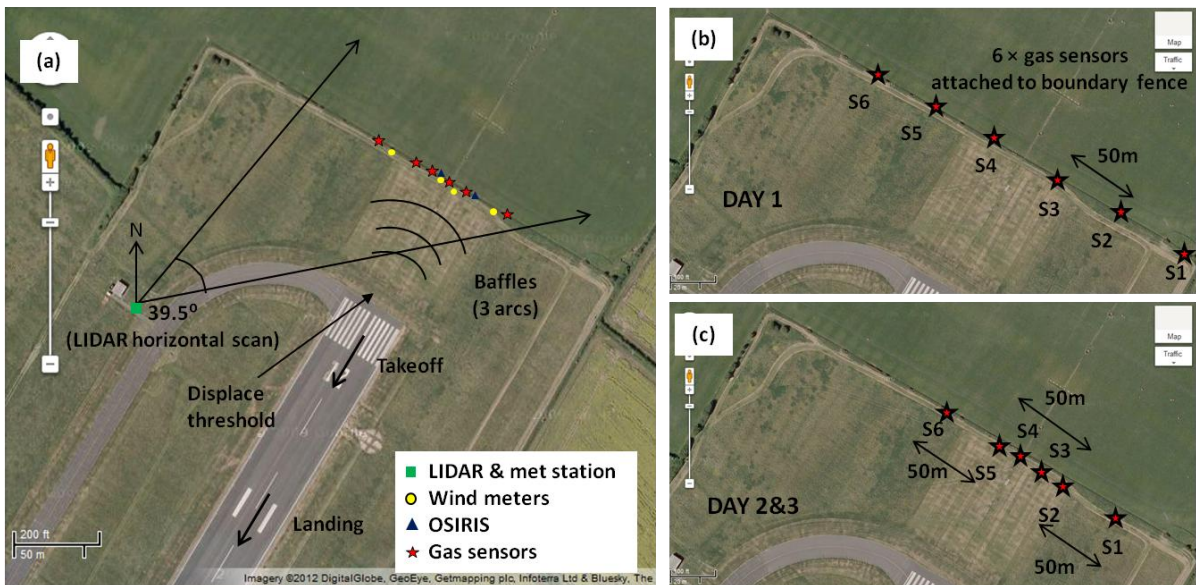 (a)
N
39.5º
(LIDAR horizontal scan)
Baffles
(3 arcs)
Displace
threshold
Takeoff
Landing
LIDAR & met station
Wind meters
OSIRIS
Gas sensors
200 ft
50 m
Imagery ©2012 DigitalGlobe, GeoEye, Getmapping plc, Infoterra Ltd & Bluesky, The
(b)
Map
Traffic
6 × gas sensors
attached to boundary fence
S6
S5
S4
50m
S3
DAY 1
S2
S1
(c)
Map
Traffic
50m
S6
S4
S3
S5
50m
DAY 2&3
S2
S1
50m